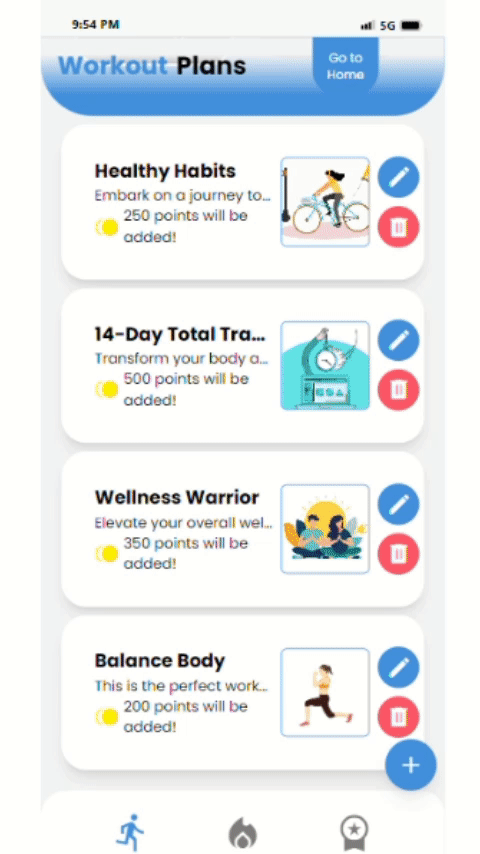 9:54 PM 5G
Workout Plans
Go to
Home
Healthy Habits
Embark on a journey to...
250 points will be
added!
14-Day Total Tra...
Transform your body a...
500 points will be
added!
Wellness Warrior
Elevate your overall wel...
350 points will be
added!
Balance Body
This is the perfect work...
200 points will be
added!